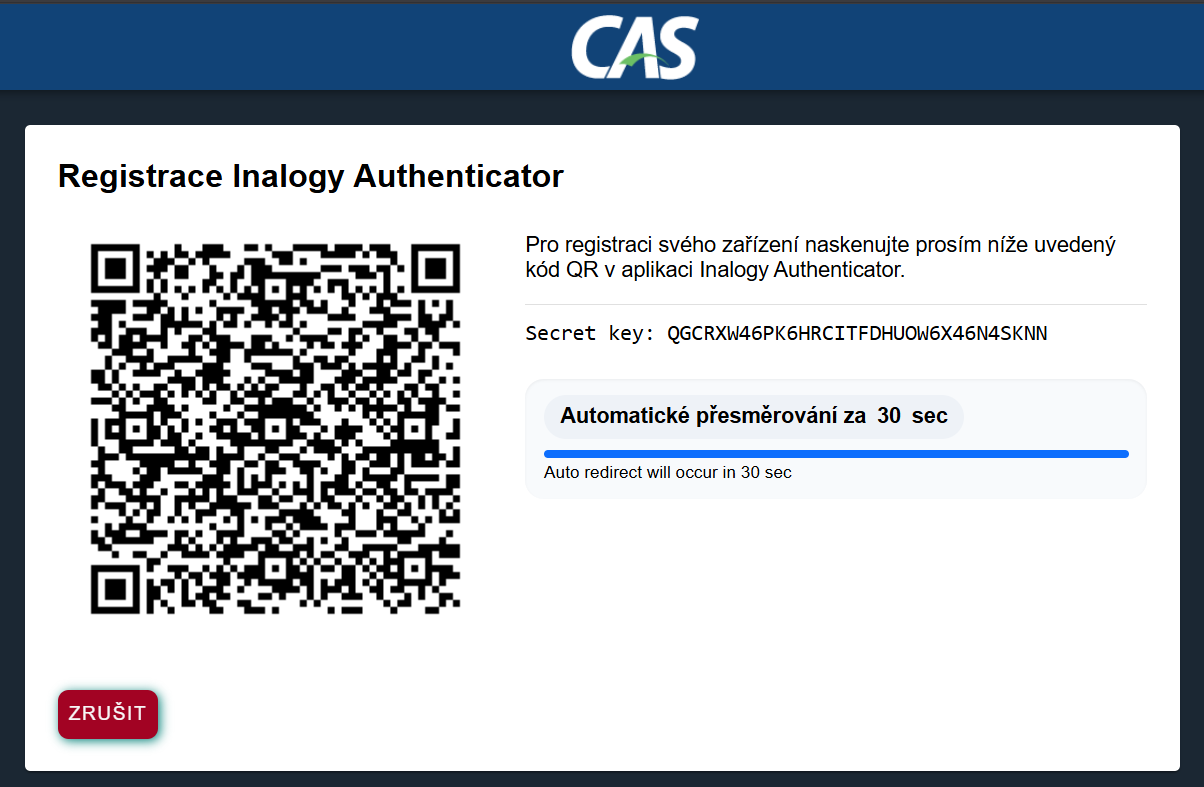 CAS
Registrace Inalogy Authenticator
Pro registraci svého zařízení naskenujte prosím níže uvedený
kód QR v aplikaci Inalogy Authenticator.
Secret key: QGCRXW46PK6HRCITFDHUOW6X46N4SKNN
Automatické přesměrování za 30 sec
Auto redirect will occur in 30 sec
ZRUŠIT